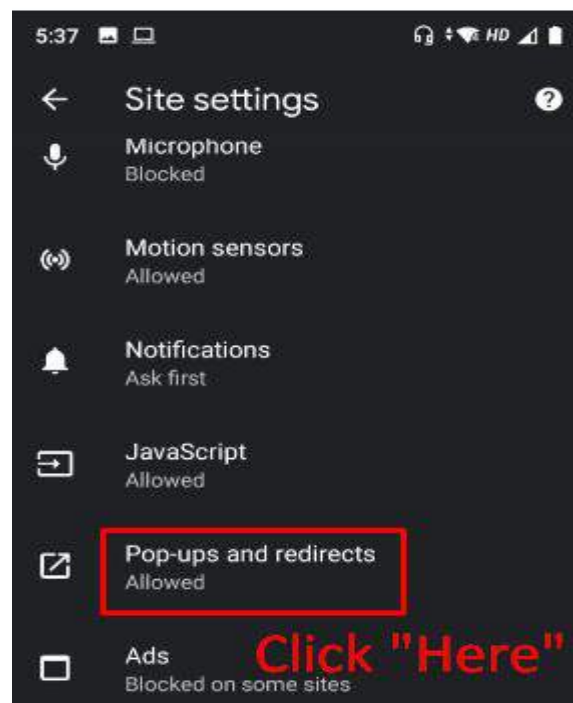 5:37 HD
Site settings
Microphone
Blocked
Motion sensors
Allowed
Notifications
Ask first
JavaScript
Allowed
Pop-ups and redirects
Allowed
Click "Here"
Ads
Blocked on some sites